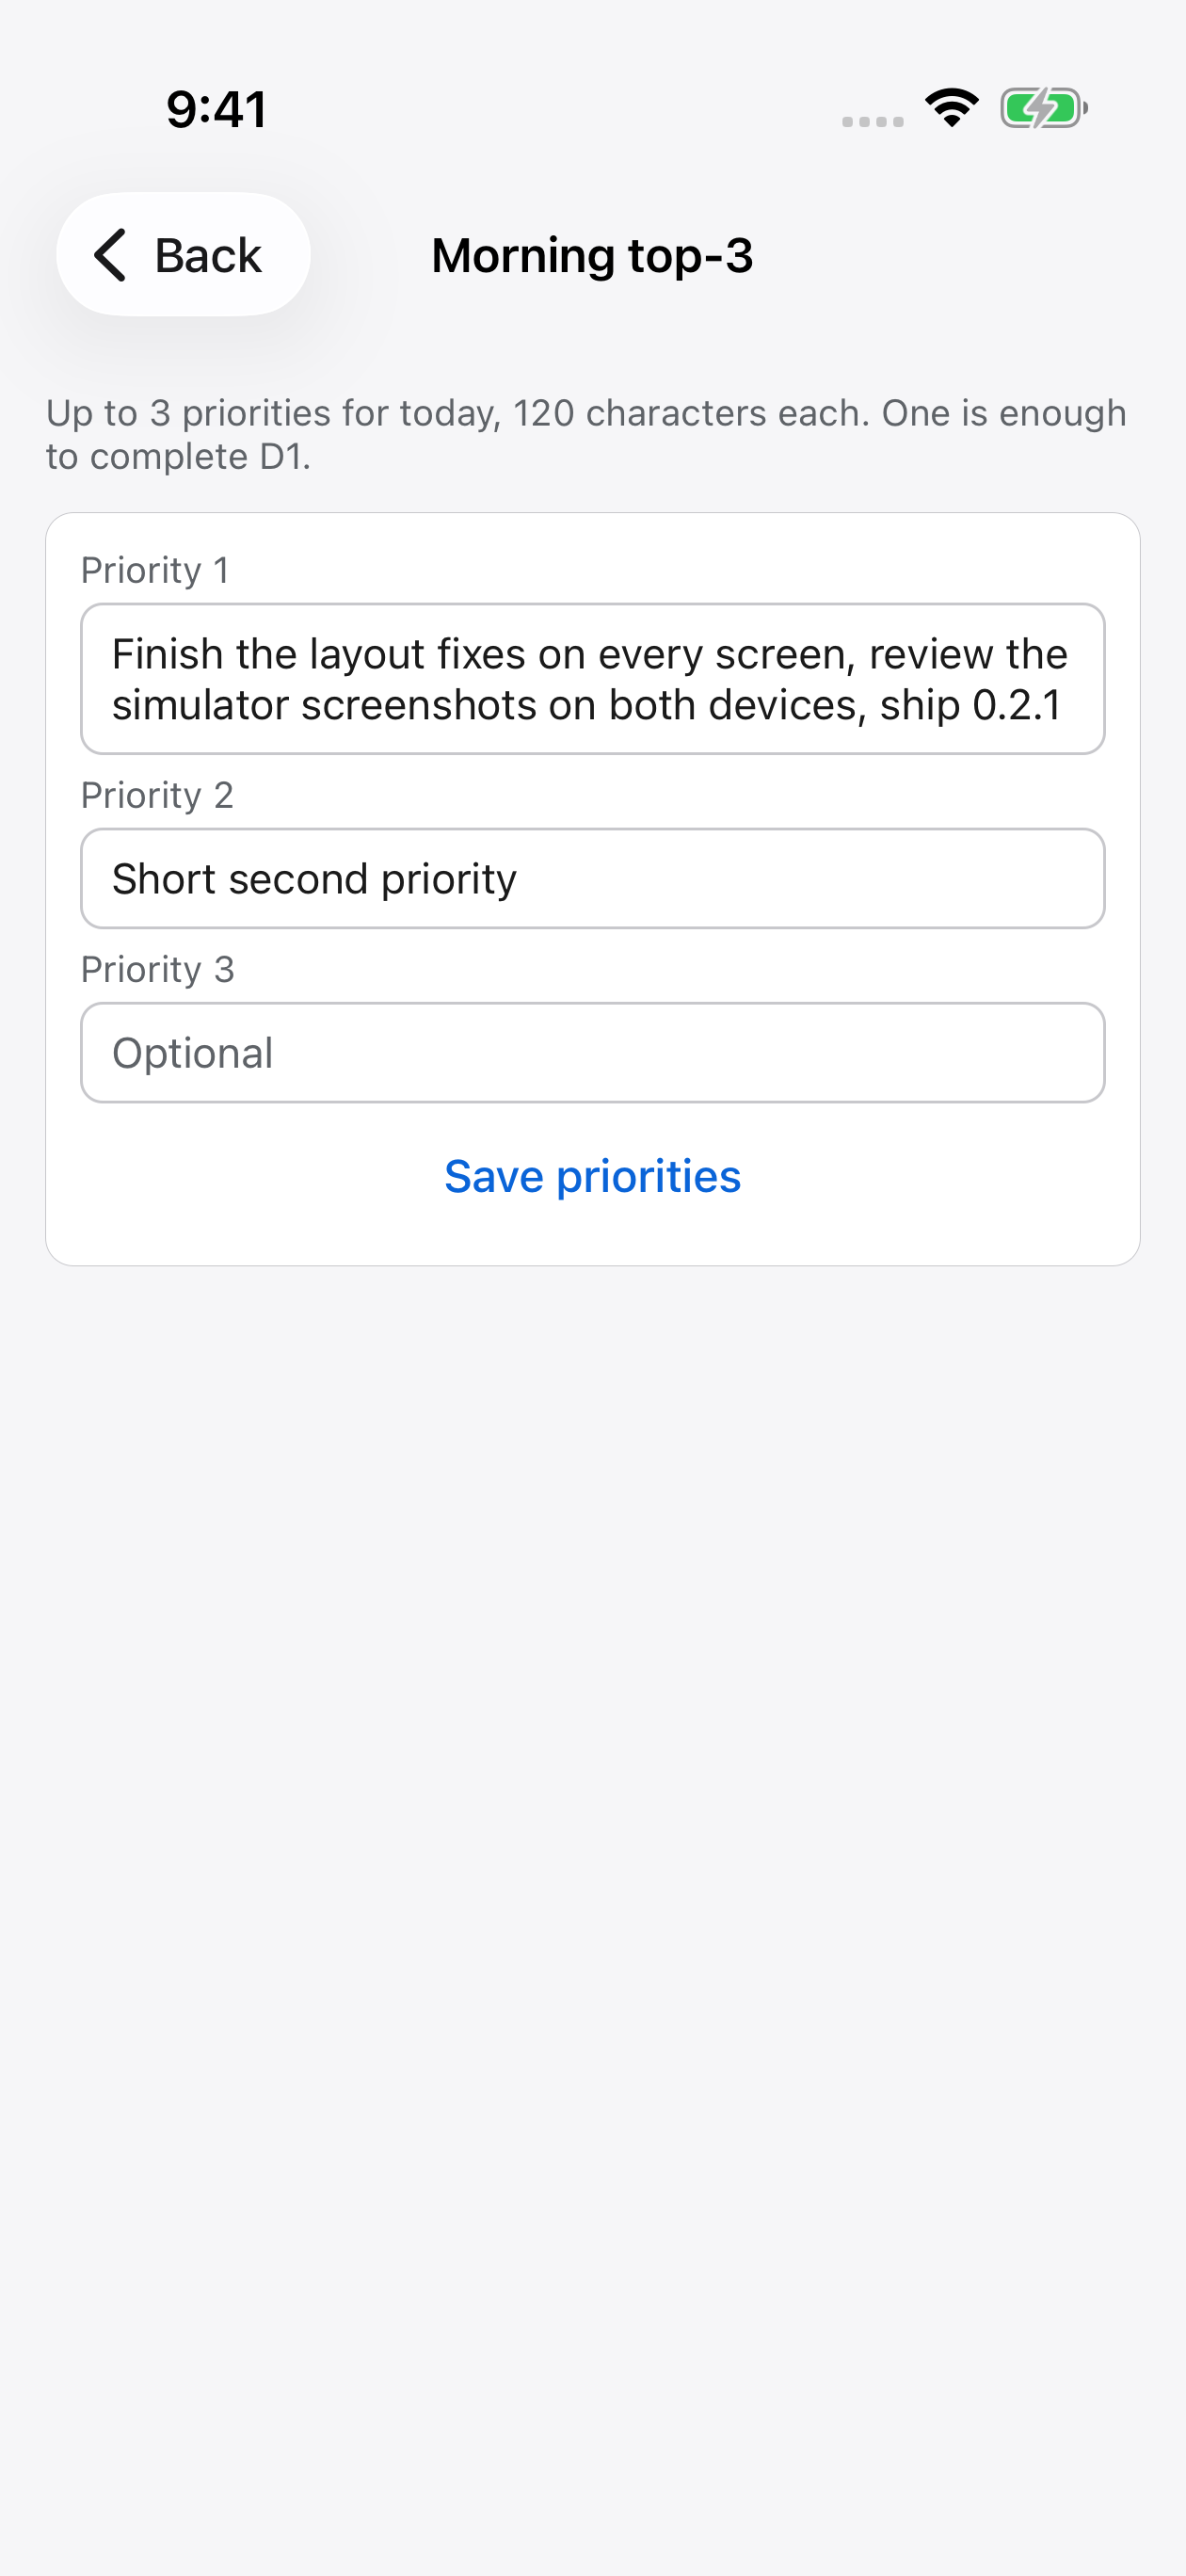 9:41
Back
Morning top-3
Up to 3 priorities for today, 120 characters each. One is enough
to complete D1.
Priority 1
Finish the layout fixes on every screen, review the
simulator screenshots on both devices, ship 0.2.1
Priority 2
Short second priority
Priority 3
Optional
Save priorities